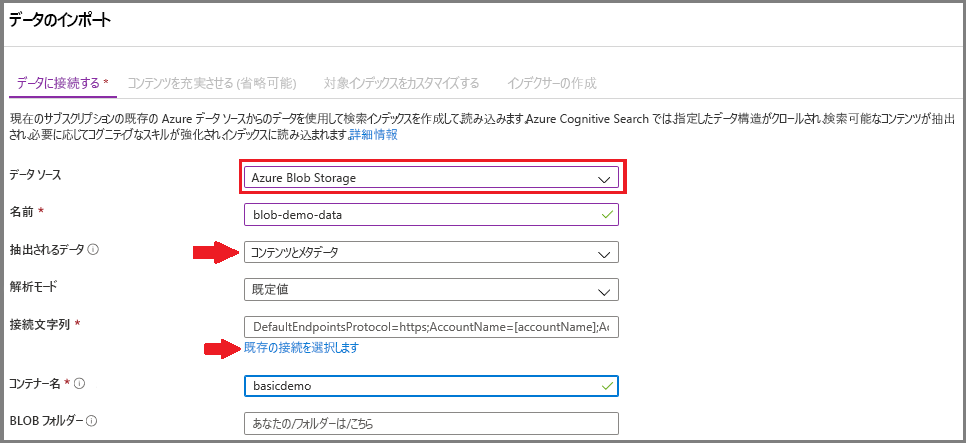 データのインポート
データに接続する * コンテンツを充実させる (省略可能) 対象インデックスをカスタマイズする インデクサーの作成
現在のサブスクリプションの既存の Azure データ ソースからのデータを使用して検索インデックスを作成して、読み込みます。Azure Cognitive Search では、指定したデータ構造がクロールされ、検索可能なコンテンツが抽出
され、必要に応じてコグニティブなスキルが強化され、インデックスに読み込まれます。詳細情報
データ ソース Azure Blob Storage
名前 * blob-demo-data
抽出されるデータ コンテンツとメタデータ
解析モード 既定値
接続文字列 * DefaultEndpointsProtocol=https;AccountName=[accountName];Ac
既存の接続を選択します
コンテナー名 * basicdemo
BLOB フォルダー あなたの/フォルダーは/こちら